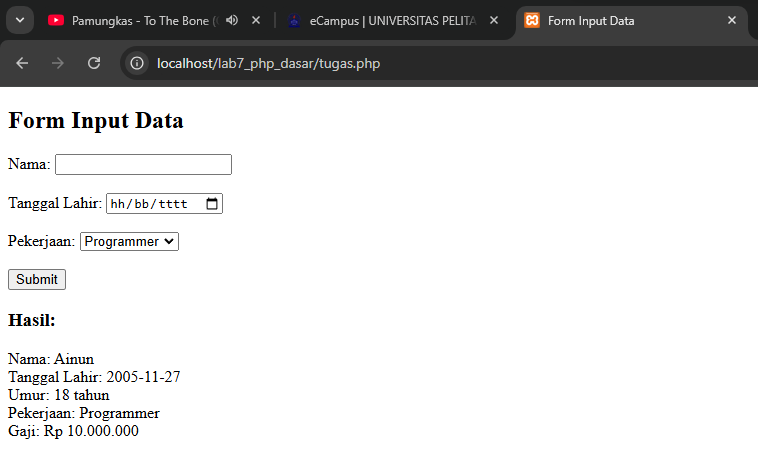 Pamungkas - To The Bone (
eCampus | UNIVERSITAS PELITA
Form Input Data
localhost/lab7_php_dasar/tugas.php
Form Input Data
Nama:
Tanggal Lahir: hh/bb/tttt
Pekerjaan: Programmer
Submit
Hasil:
Nama: Ainun
Tanggal Lahir: 2005-11-27
Umur: 18 tahun
Pekerjaan: Programmer
Gaji: Rp 10.000.000